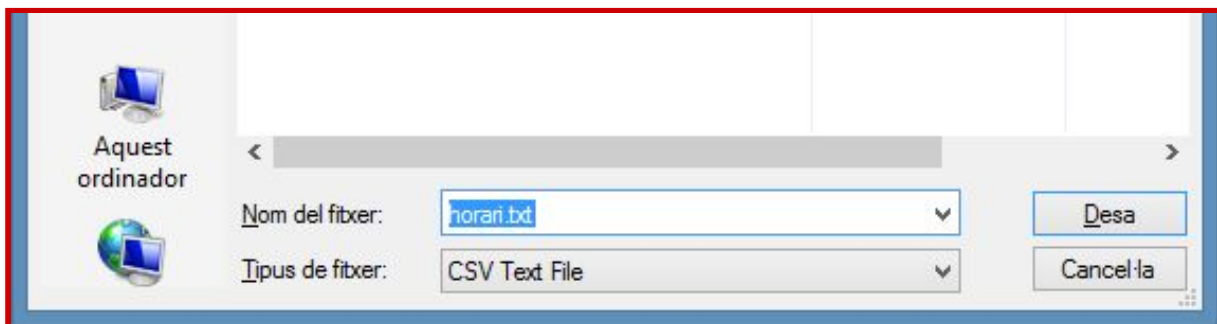 Aquest
ordinador
Nom del fitxer:
horari.txt
Desa
Tipus de fitxer:
CSV Text File
Cancel·la